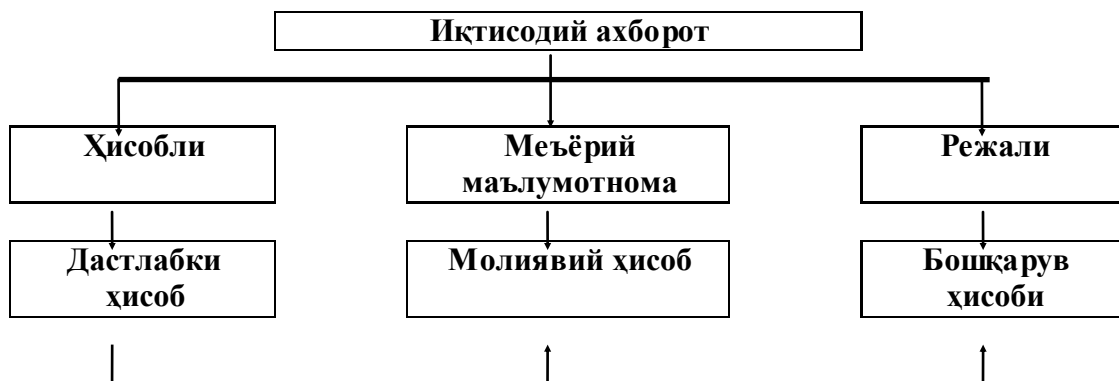 Иқтисодий ахборот
Ҳисобли
Меъёрий
маълумотнома
Режали
Дастлабки
ҳисоб
Молиявий ҳисоб
Бошқарув
ҳисоби